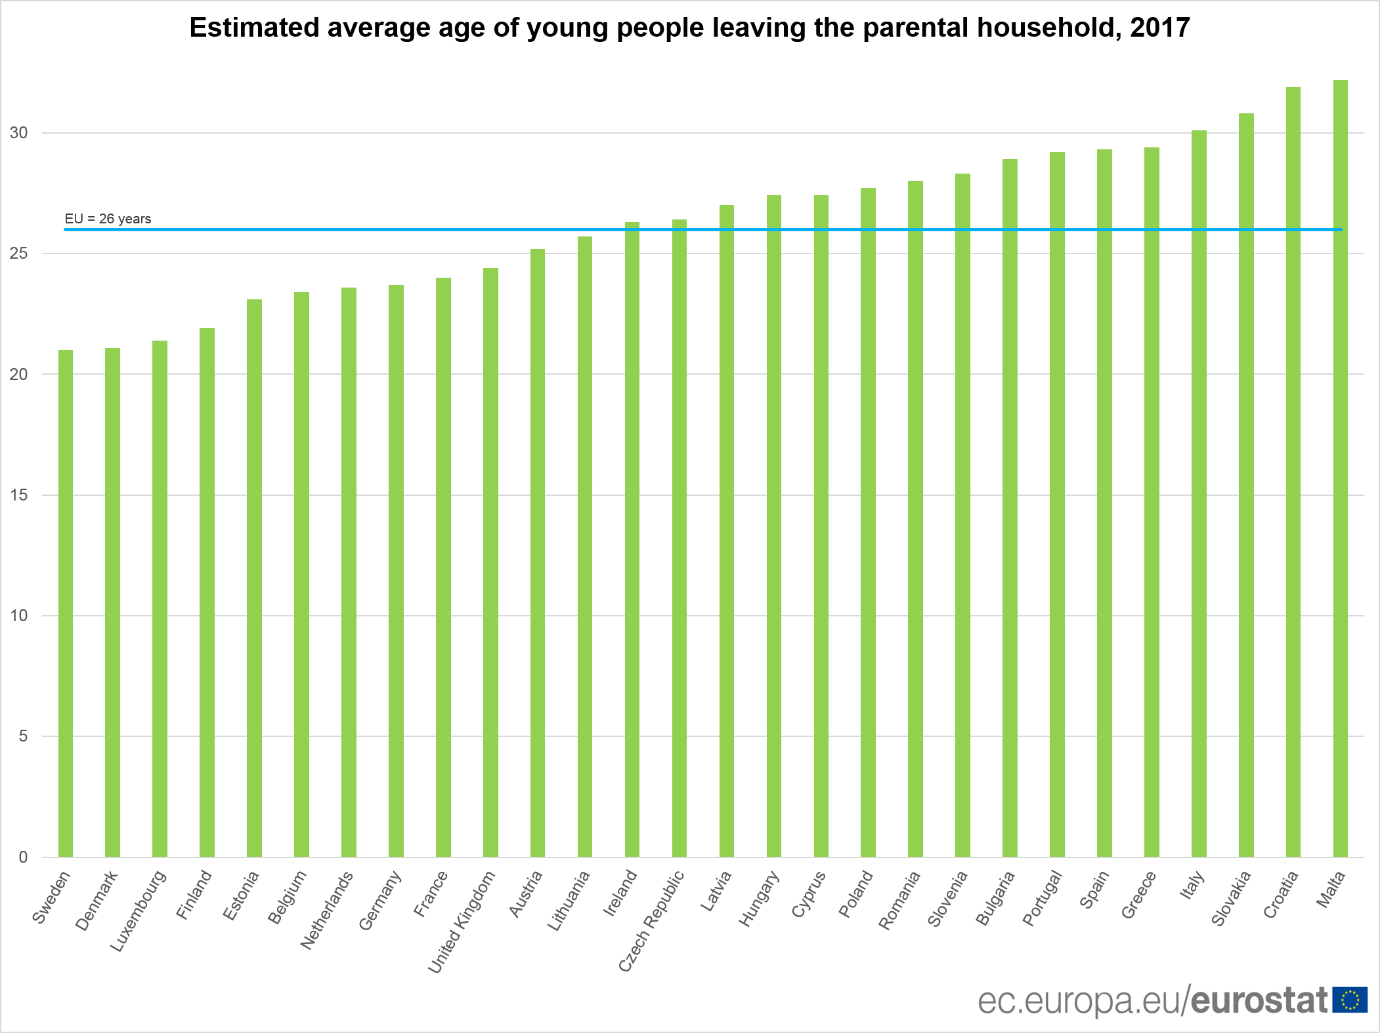 Estimated average age of young people leaving the parental household, 2017
30
EU = 26 years
25
20
15
10
5
0
Sweden
Denmark
Luxembourg
Finland
Estonia
Belgium
Netherlands
Germany
France
United Kingdom
Austria
Lithuania
Ireland
Czech Republic
Latvia
Hungary
Cyprus
Poland
Romania
Slovenia
Bulgaria
Portugal
Spain
Greece
Italy
Slovakia
Croatia
Malta
ec.europa.eu/eurostat